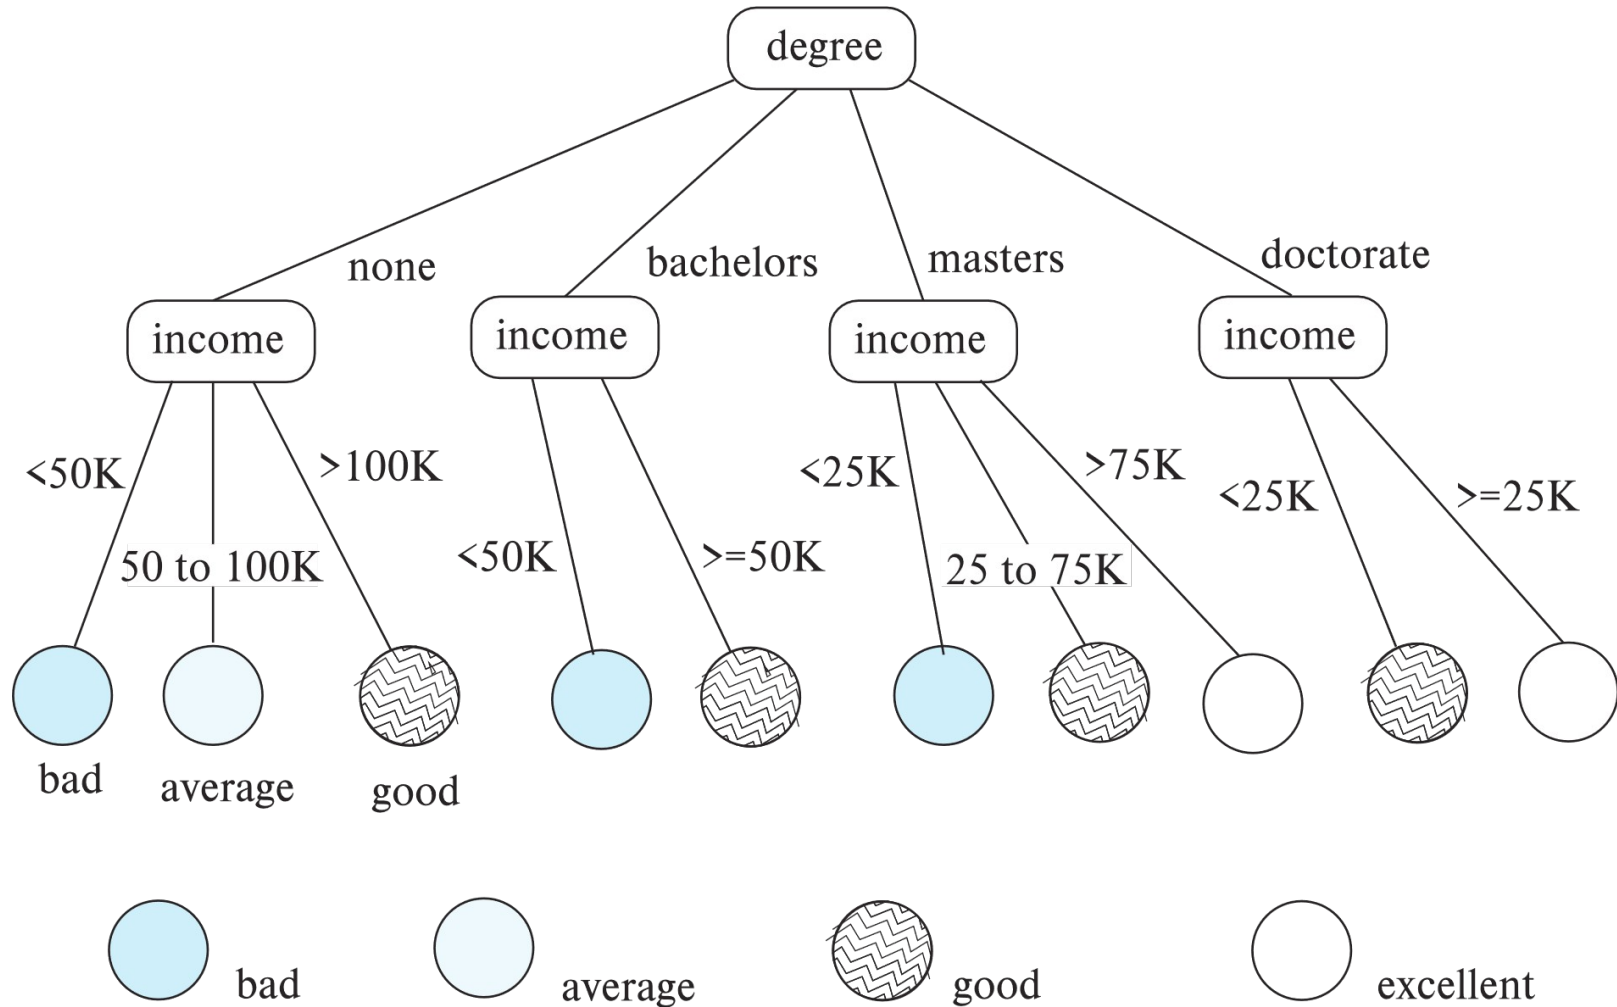 degree
none
bachelors
masters
doctorate
income
income
income
income
<50K
50 to 100K
>100K
<50K
>=50K
<25K
25 to 75K
>75K
<25K
>=25K
bad
average
good
bad
average
good
excellent